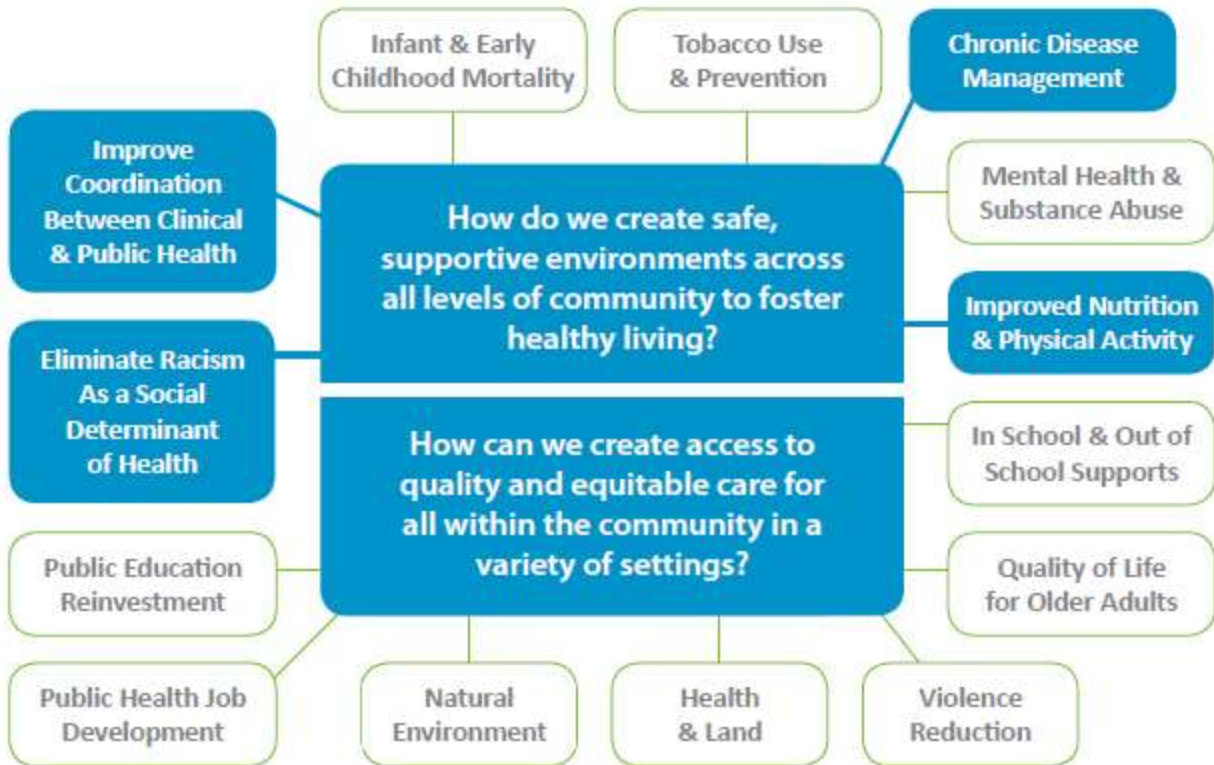 Infant & Early
Childhood Mortality
Tobacco Use
& Prevention
Chronic Disease
Management
Improve
Coordination
Between Clinical
& Public Health
Mental Health &
Substance Abuse
How do we create safe,
supportive environments across
all levels of community to foster
healthy living?
Improved Nutrition
& Physical Activity
Eliminate Racism
As a Social
Determinant
of Health
How can we create access to
quality and equitable care for
all within the community in a
variety of settings?
In School & Out of
School Supports
Public Education
Reinvestment
Quality of Life
for Older Adults
Public Health Job
Development
Natural
Environment
Health
& Land
Violence
Reduction